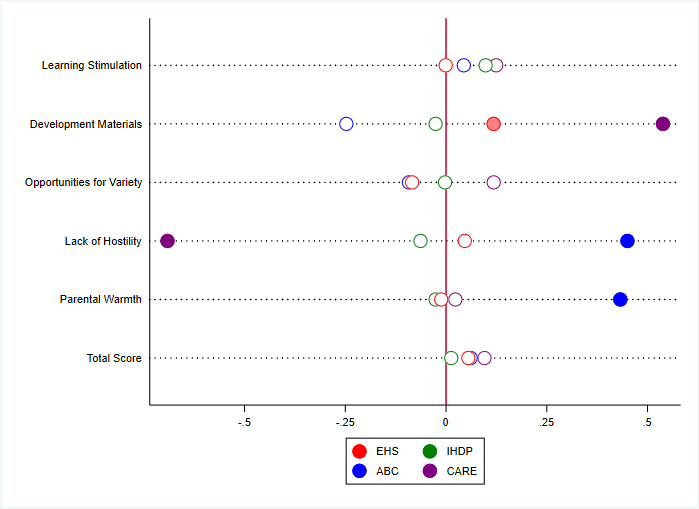 Learning Stimulation
Development Materials
Opportunities for Variety
Lack of Hostility
Parental Warmth
Total Score
-.5 -.25 0 .25 .5
EHS IHDP
ABC CARE